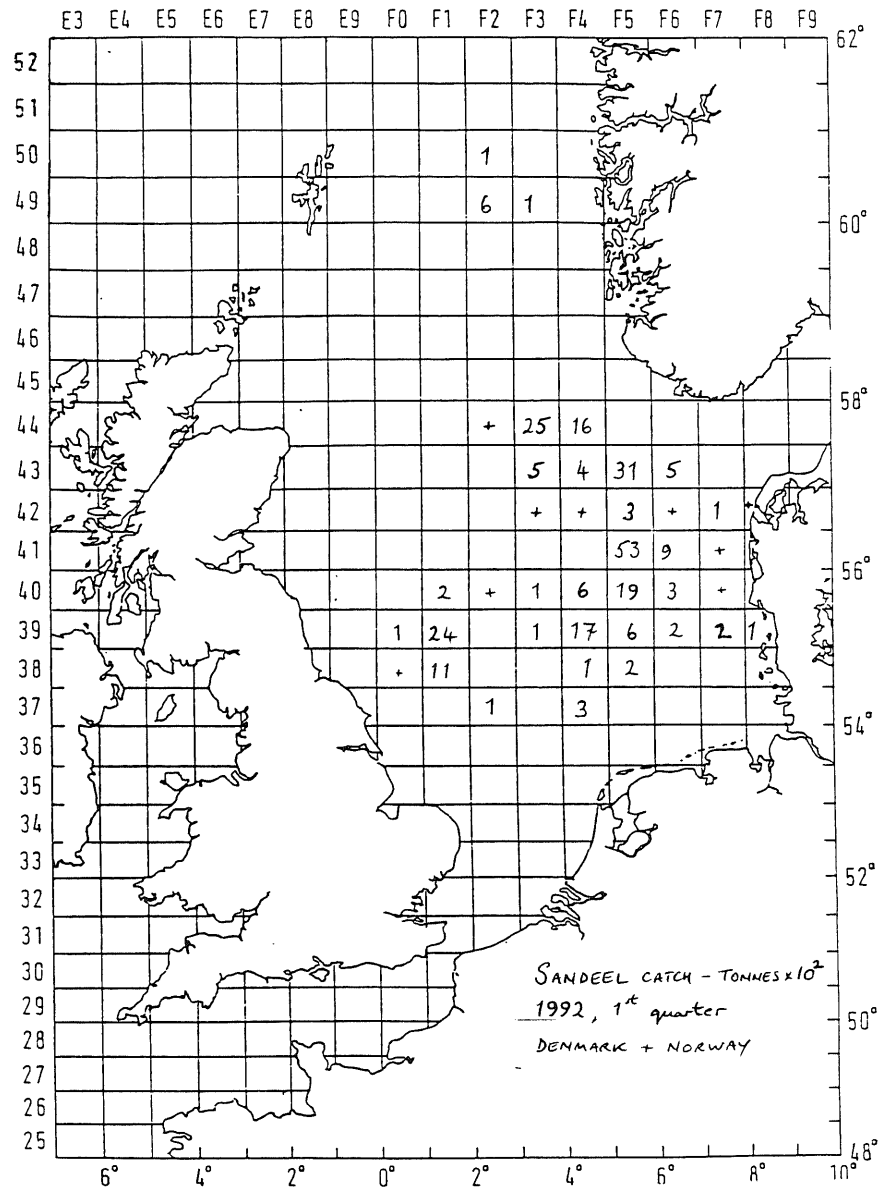 E3 E4 E5 E6 E7 E8 E9 F0 F1 F2 F3 F4 F5 F6 F7 F8 F9
62°
52
51
50 1
49 6 1
60°
48
47
46
45
58°
44 + 25 16
43 5 4 31 5
42 + + 3 + 1 +
41 53 9 +
56°
40 2 + 1 6 19 3 +
39 1 24 1 17 6 2 2 1
38 + 11 1 2
37 1 3
54°
36
35
34
33
52°
32
31
30 SANDEEL CATCH – TONNES x 10²
29 1992, 1st quarter
50°
28 DENMARK + NORWAY
27
26
25
48°
6° 4° 2° 0° 2° 4° 6° 8° 10°